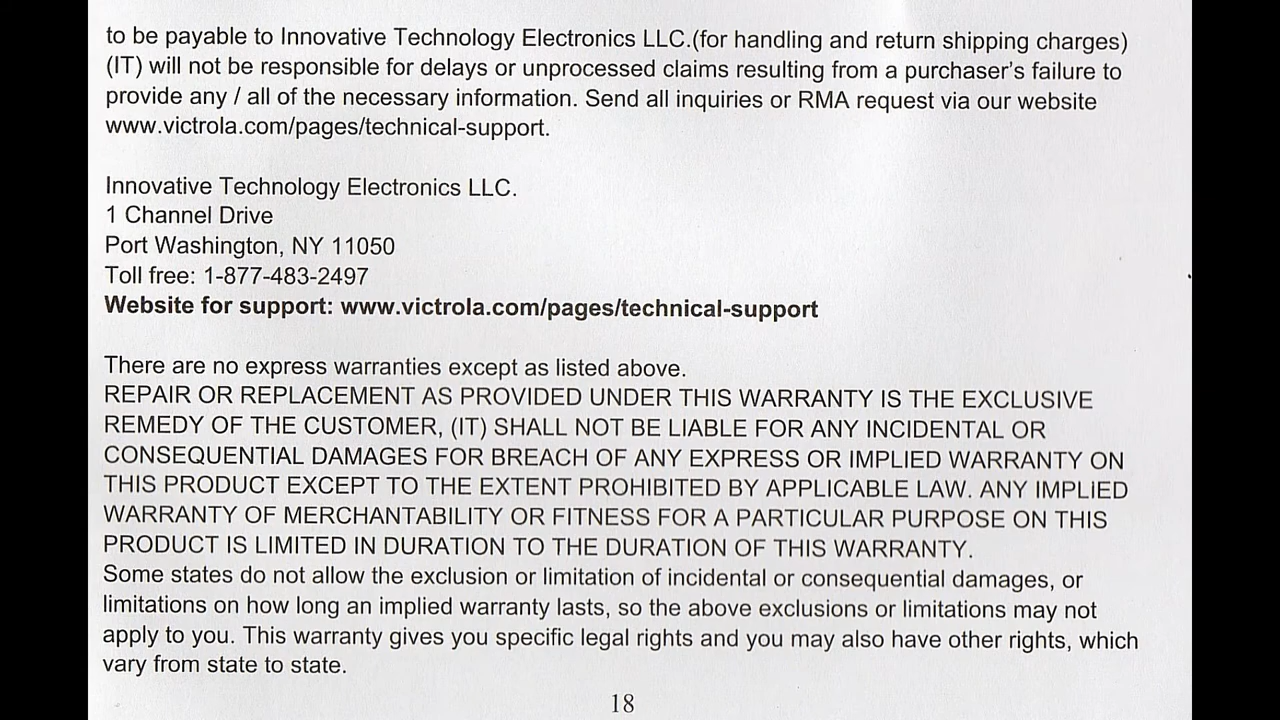 to be payable to Innovative Technology Electronics LLC.(for handling and return shipping charges)
(IT) will not be responsible for delays or unprocessed claims resulting from a purchaser's failure to
provide any / all of the necessary information. Send all inquiries or RMA request via our website
www.victrola.com/pages/technical-support.
Innovative Technology Electronics LLC.
1 Channel Drive
Port Washington, NY 11050
Toll free: 1-877-483-2497
Website for support: www.victrola.com/pages/technical-support
There are no express warranties except as listed above.
REPAIR OR REPLACEMENT AS PROVIDED UNDER THIS WARRANTY IS THE EXCLUSIVE
REMEDY OF THE CUSTOMER, (IT) SHALL NOT BE LIABLE FOR ANY INCIDENTAL OR
CONSEQUENTIAL DAMAGES FOR BREACH OF ANY EXPRESS OR IMPLIED WARRANTY ON
THIS PRODUCT EXCEPT TO THE EXTENT PROHIBITED BY APPLICABLE LAW. ANY IMPLIED
WARRANTY OF MERCHANTABILITY OR FITNESS FOR A PARTICULAR PURPOSE ON THIS
PRODUCT IS LIMITED IN DURATION TO THE DURATION OF THIS WARRANTY.
Some states do not allow the exclusion or limitation of incidental or consequential damages, or
limitations on how long an implied warranty lasts, so the above exclusions or limitations may not
apply to you. This warranty gives you specific legal rights and you may also have other rights, which
vary from state to state.
18